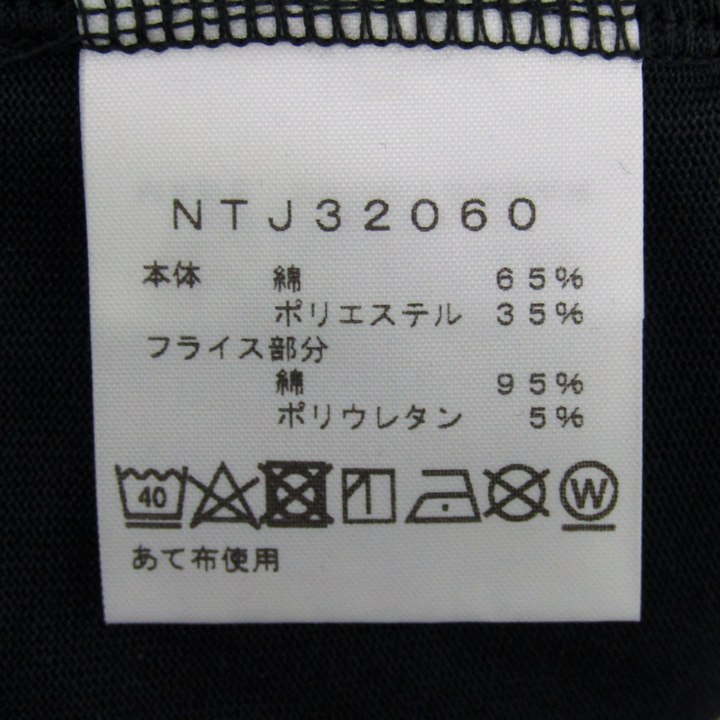 NTJ32060
本体 綿 65%
ポリエステル 35%
フライス部分
綿 95%
ポリウレタン 5%
40 W
あて布使用